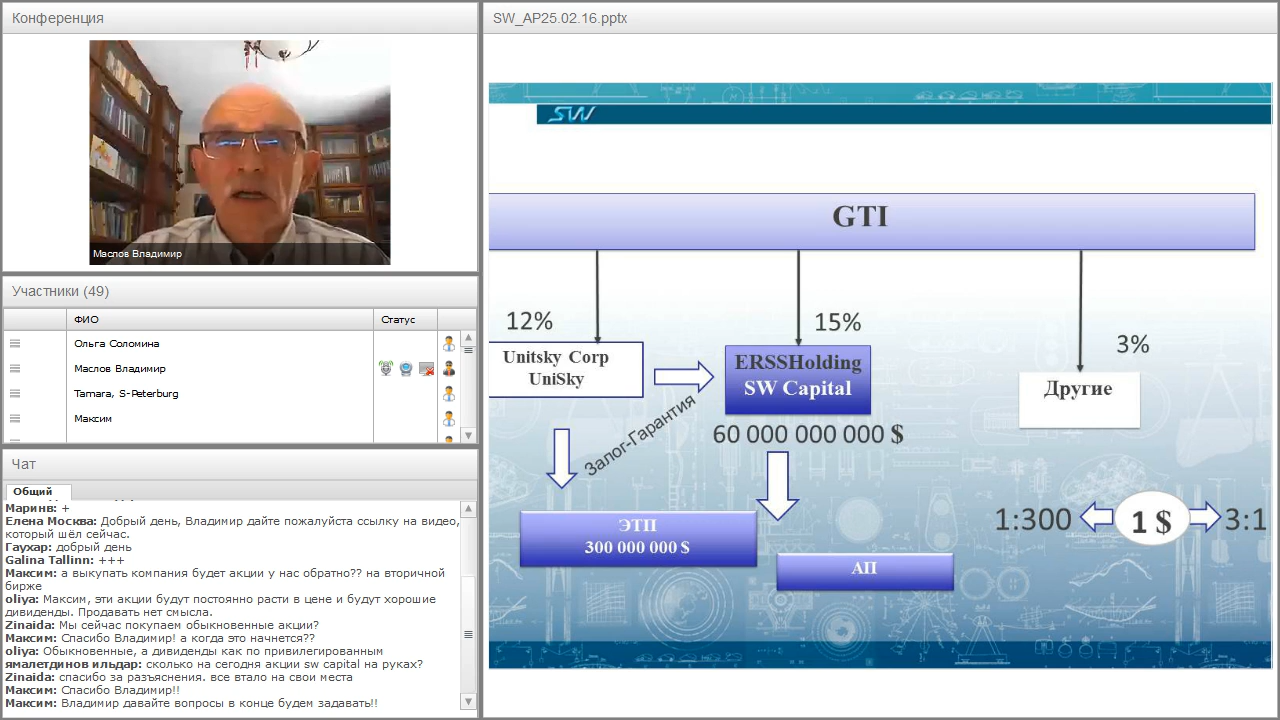 Конференция
Маслов Владимир
Участники (49)
ФИО
Статус
Ольга Соломина
Маслов Владимир
Tamara, S-Peterburg
Максим
Чат
Общий
Маринв: +
Елена Москва: Добрый день, Владимир дайте пожалуйста ссылку на видео,
который шёл сейчас.
Гаухар: добрый день
Galina Tallinn: +++
Максим: а выкупать компания будет акции у нас обратно?? на вторичной
бирже
oliya: Максим, эти акции будут постоянно расти в цене и будут хорошие
дивиденды. Продавать нет смысла.
Zinaida: Мы сейчас покупаем обыкновенные акции?
Максим: Спасибо Владимир! а когда это начнется??
oliya: Обыкновенные, а дивиденды как по привилегированным
ямлетдинов ильдар: сколько на сегодня акции sw capital на руках?
Zinaida: спасибо за разъяснения. все втало на свои места
Максим: Спасибо Владимир!!
Максим: Владимир давайте вопросы в конце будем задавать!!
SW_AP25.02.16.pptx
SW
GTI
12%
15%
3%
Unitsky Corp
UniSky
ERSSHolding
SW Capital
Другие
Залог-Гарантия
60 000 000 000 $
ЭТП
300 000 000 $
АП
1:300
1 $
3:1